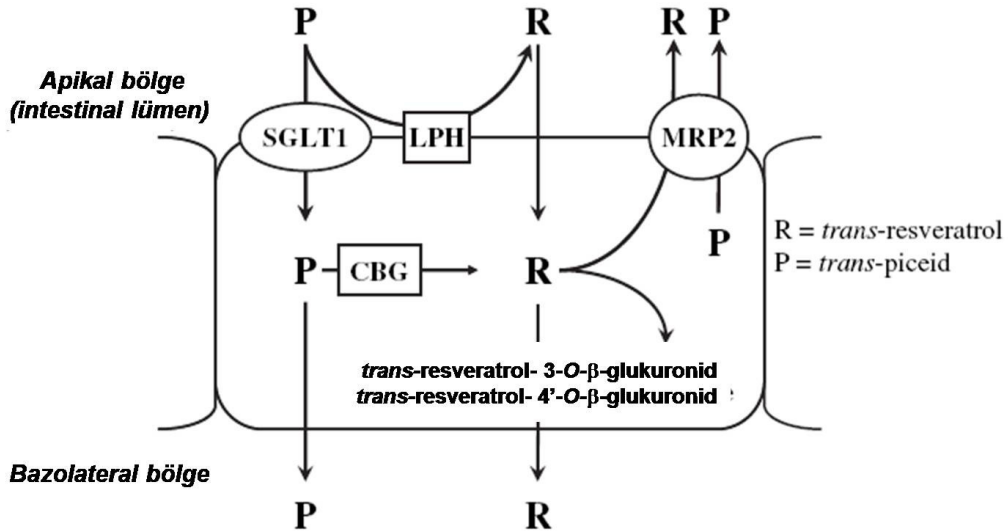 P R R P
Apikal bölge
(intestinal lümen)
SGLT1 LPH MRP2
P
R = trans-resveratrol
P = trans-piceid
P CBG R
trans-resveratrol- 3-O-β-glukuronid
trans-resveratrol- 4'-O-β-glukuronid
Bazolateral bölge
P R